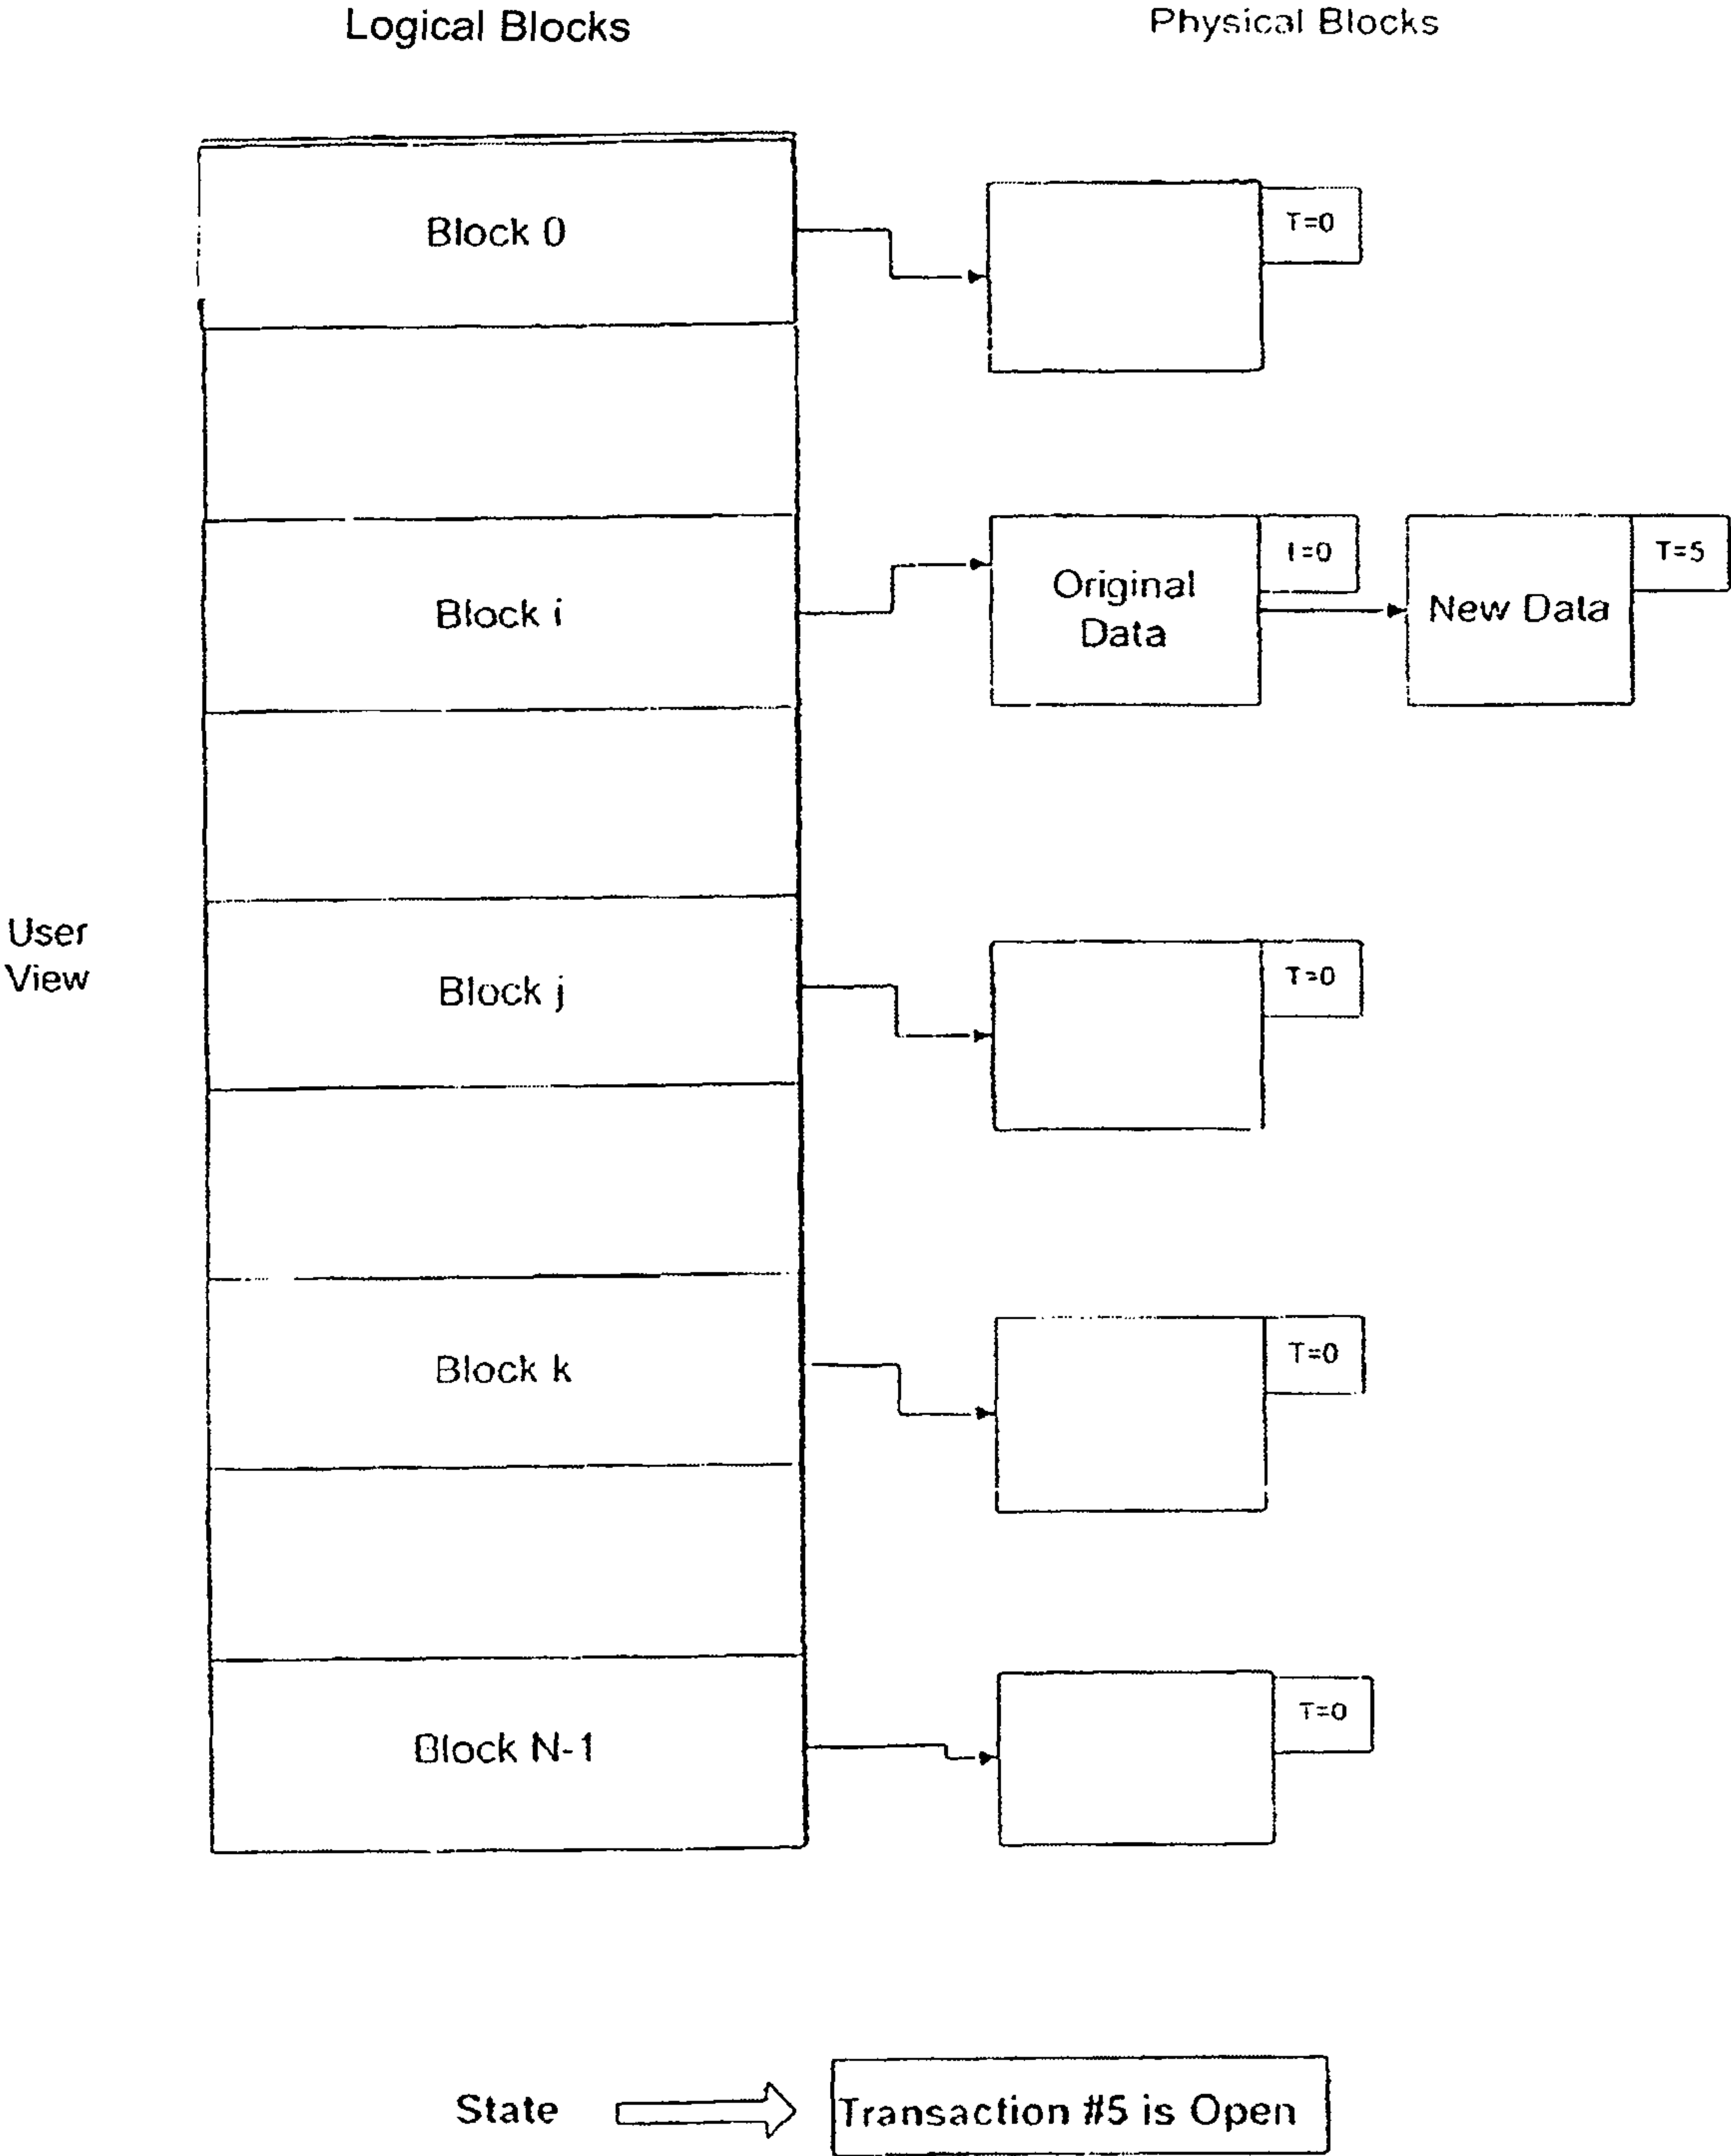 Logical Blocks
Physical Blocks
Block 0
T=0
Block i
Original
Data
I=0
New Data
T=5
User
View
Block j
T=0
Block k
T=0
Block N-1
T=0
State
Transaction #5 is Open